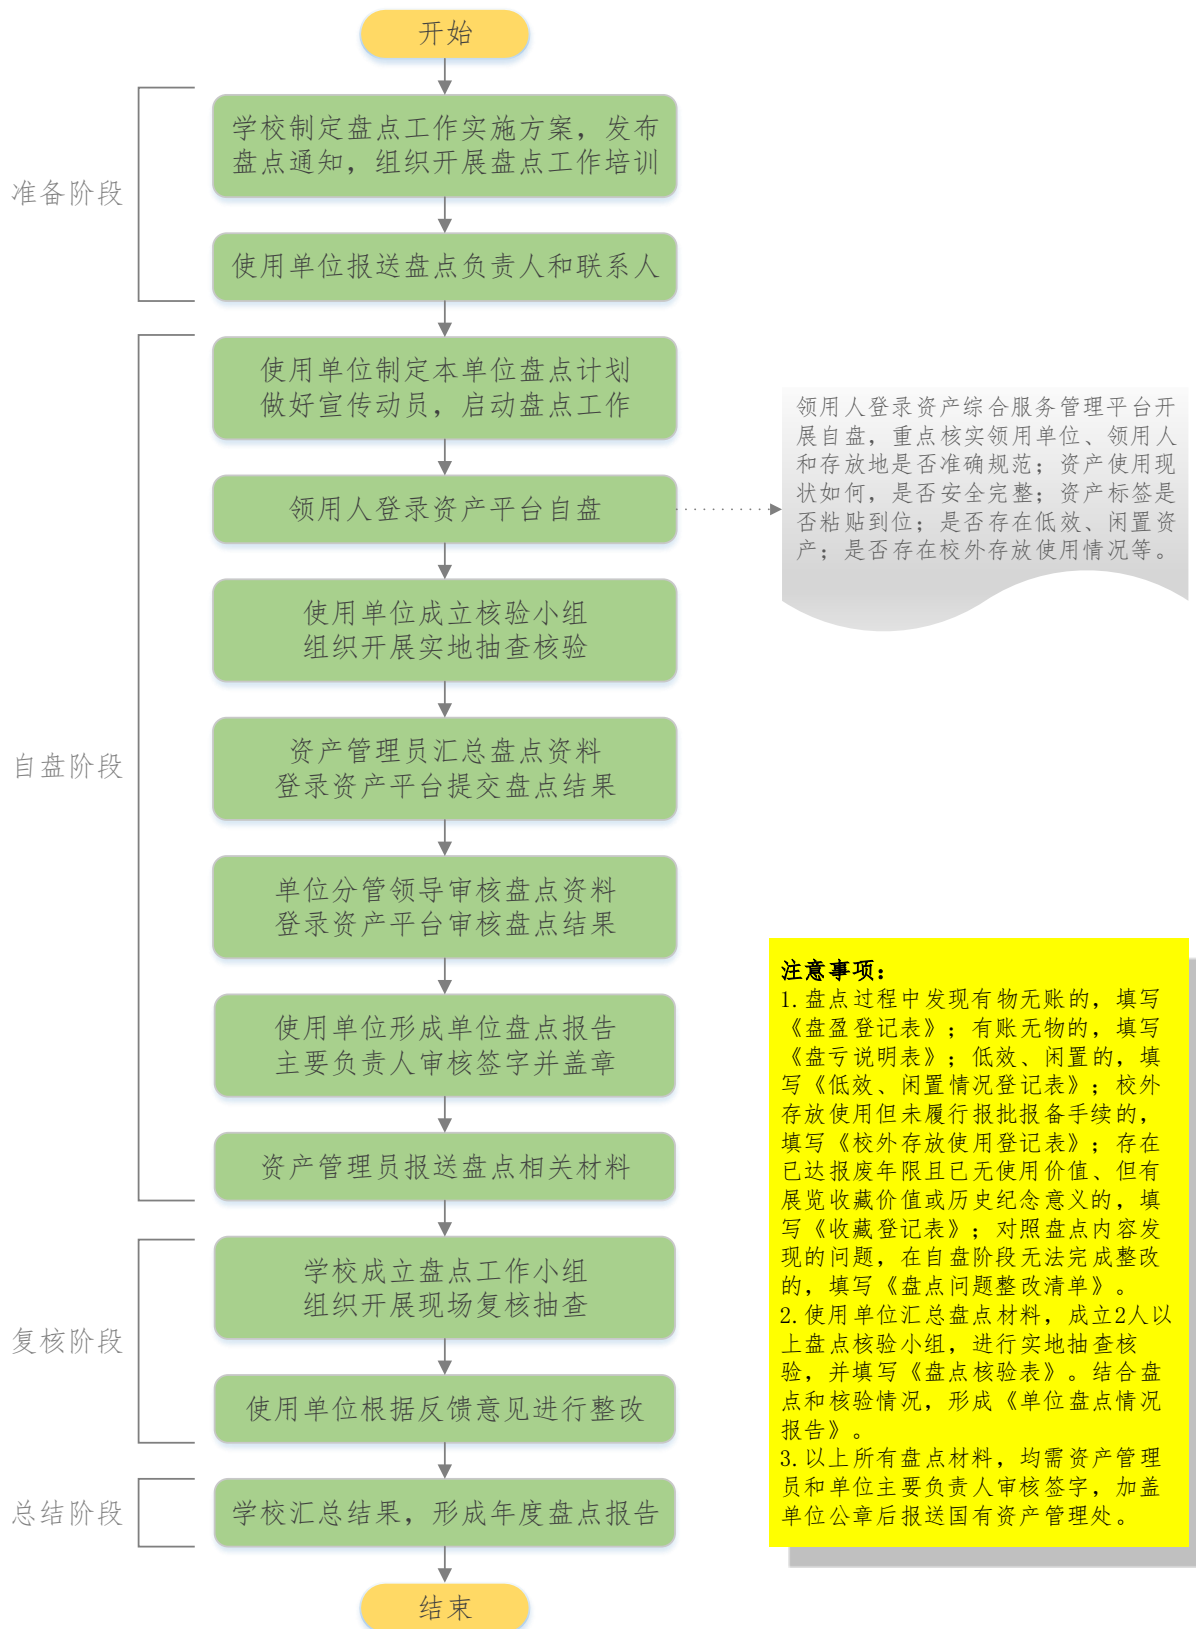 开始
准备阶段
学校制定盘点工作实施方案，发布
盘点通知，组织开展盘点工作培训
使用单位报送盘点负责人和联系人
自盘阶段
使用单位制定本单位盘点计划
做好宣传动员，启动盘点工作
领用人登录资产平台自盘
领用人登录资产综合服务管理平台开
展自盘，重点核实领用单位、领用人
和存放地是否准确规范；资产使用现
状如何，是否安全完整；资产标签是
否粘贴到位；是否存在低效、闲置资
产；是否存在校外存放使用情况等。
使用单位成立核验小组
组织开展实地抽查核验
资产管理员汇总盘点资料
登录资产平台提交盘点结果
单位分管领导审核盘点资料
登录资产平台审核盘点结果
使用单位形成单位盘点报告
主要负责人审核签字并盖章
资产管理员报送盘点相关材料
复核阶段
学校成立盘点工作小组
组织开展现场复核抽查
使用单位根据反馈意见进行整改
总结阶段
学校汇总结果，形成年度盘点报告
结束
注意事项：
1.盘点过程中发现有物无账的，填写
《盘盈登记表》；有账无物的，填写
《盘亏说明表》；低效、闲置的，填
写《低效、闲置情况登记表》；校外
存放使用但未履行报批报备手续的，
填写《校外存放使用登记表》；存在
已达报废年限且已无使用价值、但有
展览收藏价值或历史纪念意义的，填
写《收藏登记表》；对照盘点内容发
现的问题，在自盘阶段无法完成整改
的，填写《盘点问题整改清单》。
2.使用单位汇总盘点材料，成立2人以
上盘点核验小组，进行实地抽查核
验，并填写《盘点核验表》。结合盘
点和核验情况，形成《单位盘点情况
报告》。
3.以上所有盘点材料，均需资产管理
员和单位主要负责人审核签字，加盖
单位公章后报送国有资产管理处。